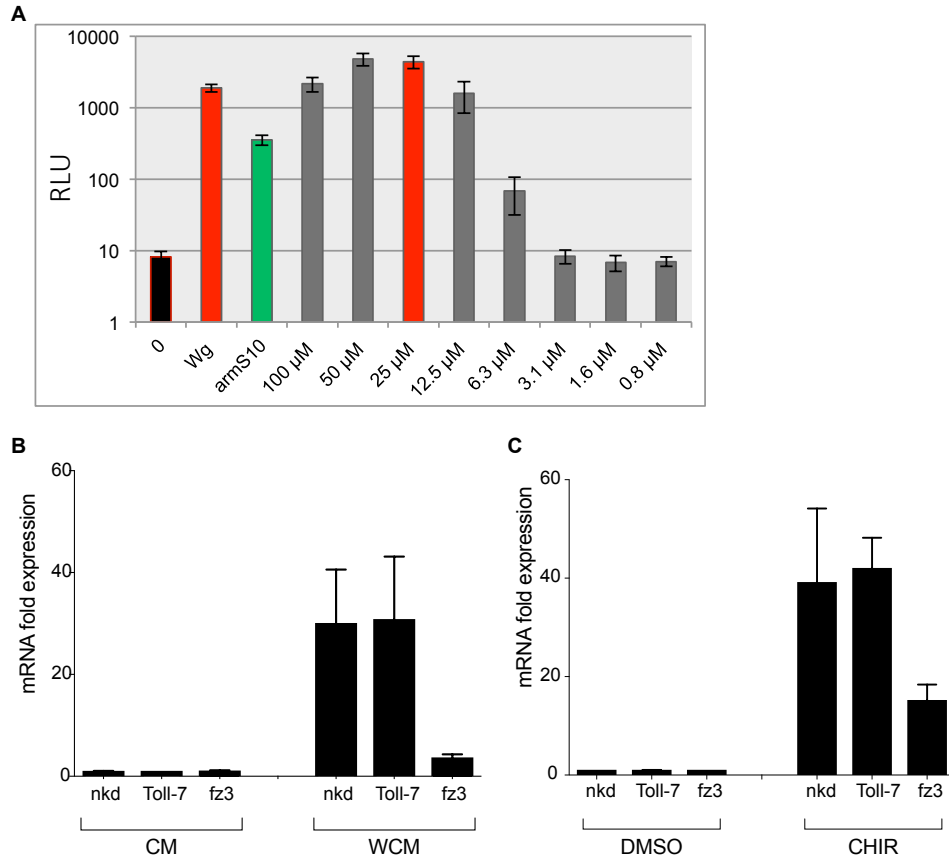 A
10000
1000
100
10
1
RLU
0
Wg
armS10
100 µM
50 µM
25 µM
12.5 µM
6.3 µM
3.1 µM
1.6 µM
0.8 µM
B
60
40
20
0
mRNA fold expression
nkd Toll-7 fz3 nkd Toll-7 fz3
CM WCM
C
60
40
20
0
mRNA fold expression
nkd Toll-7 fz3 nkd Toll-7 fz3
DMSO CHIR